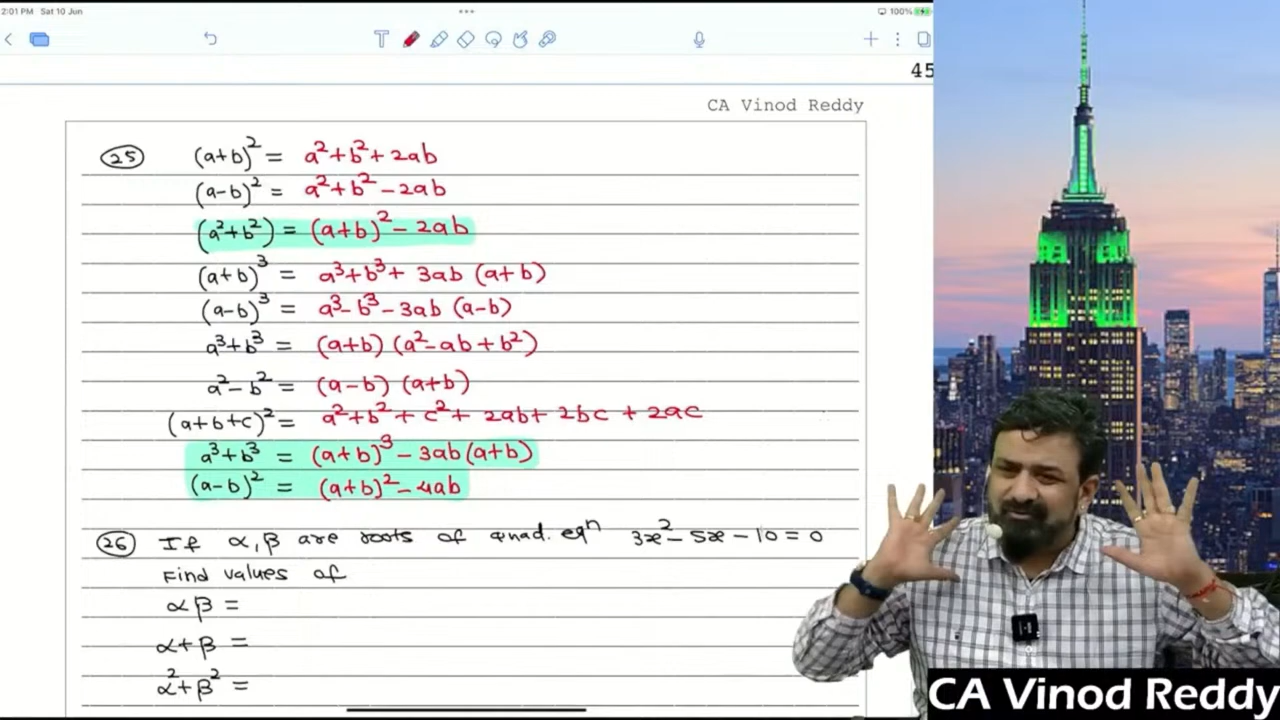 2:01 PM Sat 10 Jun
100%
45
CA Vinod Reddy
25 (a+b)² = a²+b²+2ab
(a-b)² = a²+b²-2ab
(a²+b²) = (a+b)²-2ab
(a+b)³ = a³+b³+ 3ab (a+b)
(a-b)³ = a³-b³-3ab (a-b)
a³+b³ = (a+b) (a²-ab+b²)
a²-b² = (a-b) (a+b)
(a+b+c)² = a²+b²+c²+ 2ab+ 2bc + 2ac
a³+b³ = (a+b)³-3ab(a+b)
(a-b)² = (a+b)²-4ab
26 If α,β are roots of quad. eqⁿ 3x²-5x-10=0
Find values of
αβ =
α+β =
α²+β² =
CA Vinod Reddy